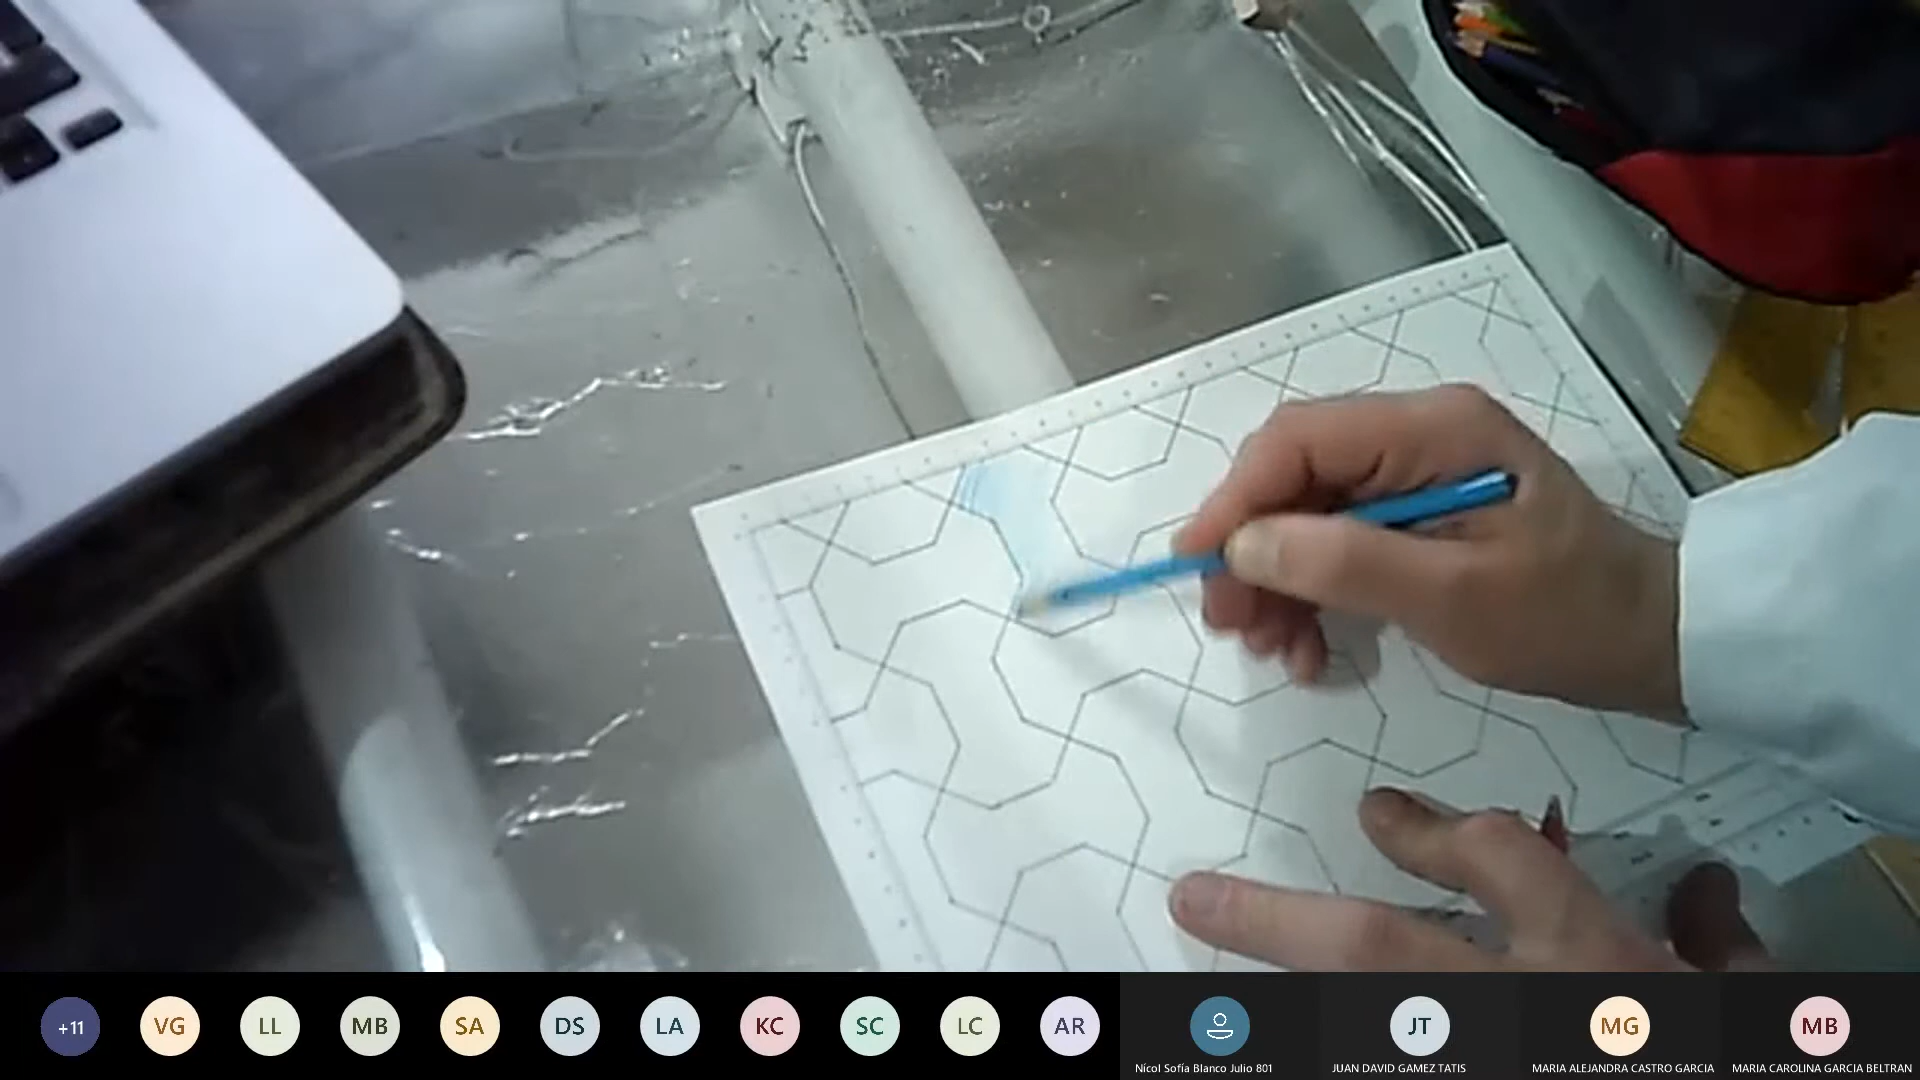 +11
VG
LL
MB
SA
DS
LA
KC
SC
LC
AR
JT
MG
MB
Nícol Sofía Blanco Julio 801
JUAN DAVID GAMEZ TATIS
MARIA ALEJANDRA CASTRO GARCIA
MARIA CAROLINA GARCIA BELTRAN